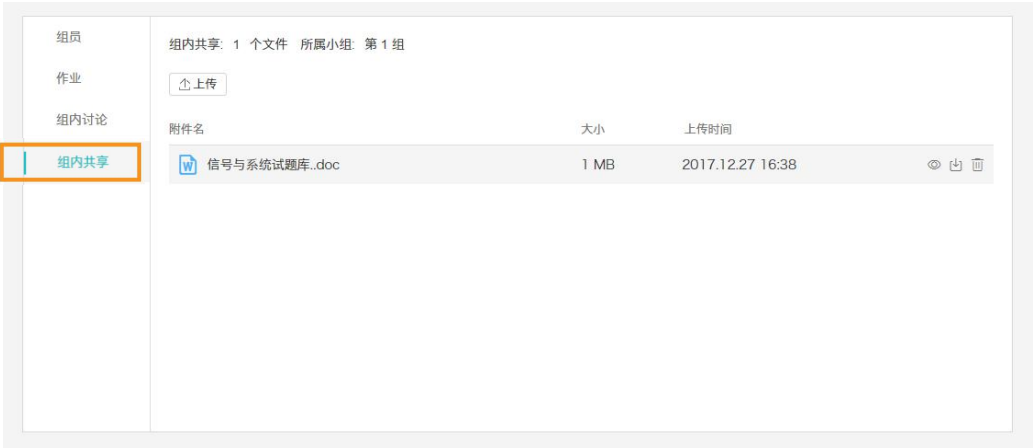 组员
作业
组内讨论
组内共享
组内共享: 1 个文件 所属小组: 第 1 组
上传
附件名 大小 上传时间
W 信号与系统试题库..doc 1 MB 2017.12.27 16:38